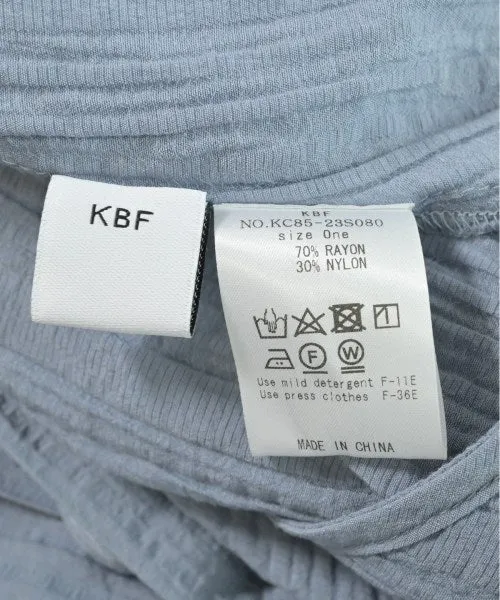 KBF
KBF
NO.KC85-23S080
size One
70% RAYON
30% NYLON
F
W
Use mild detergent F-11E
Use press clothes F-36E
MADE IN CHINA